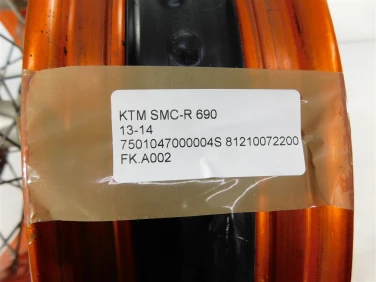 KTM SMC-R 690
13-14
7501047000004S 81210072200
FK.A002